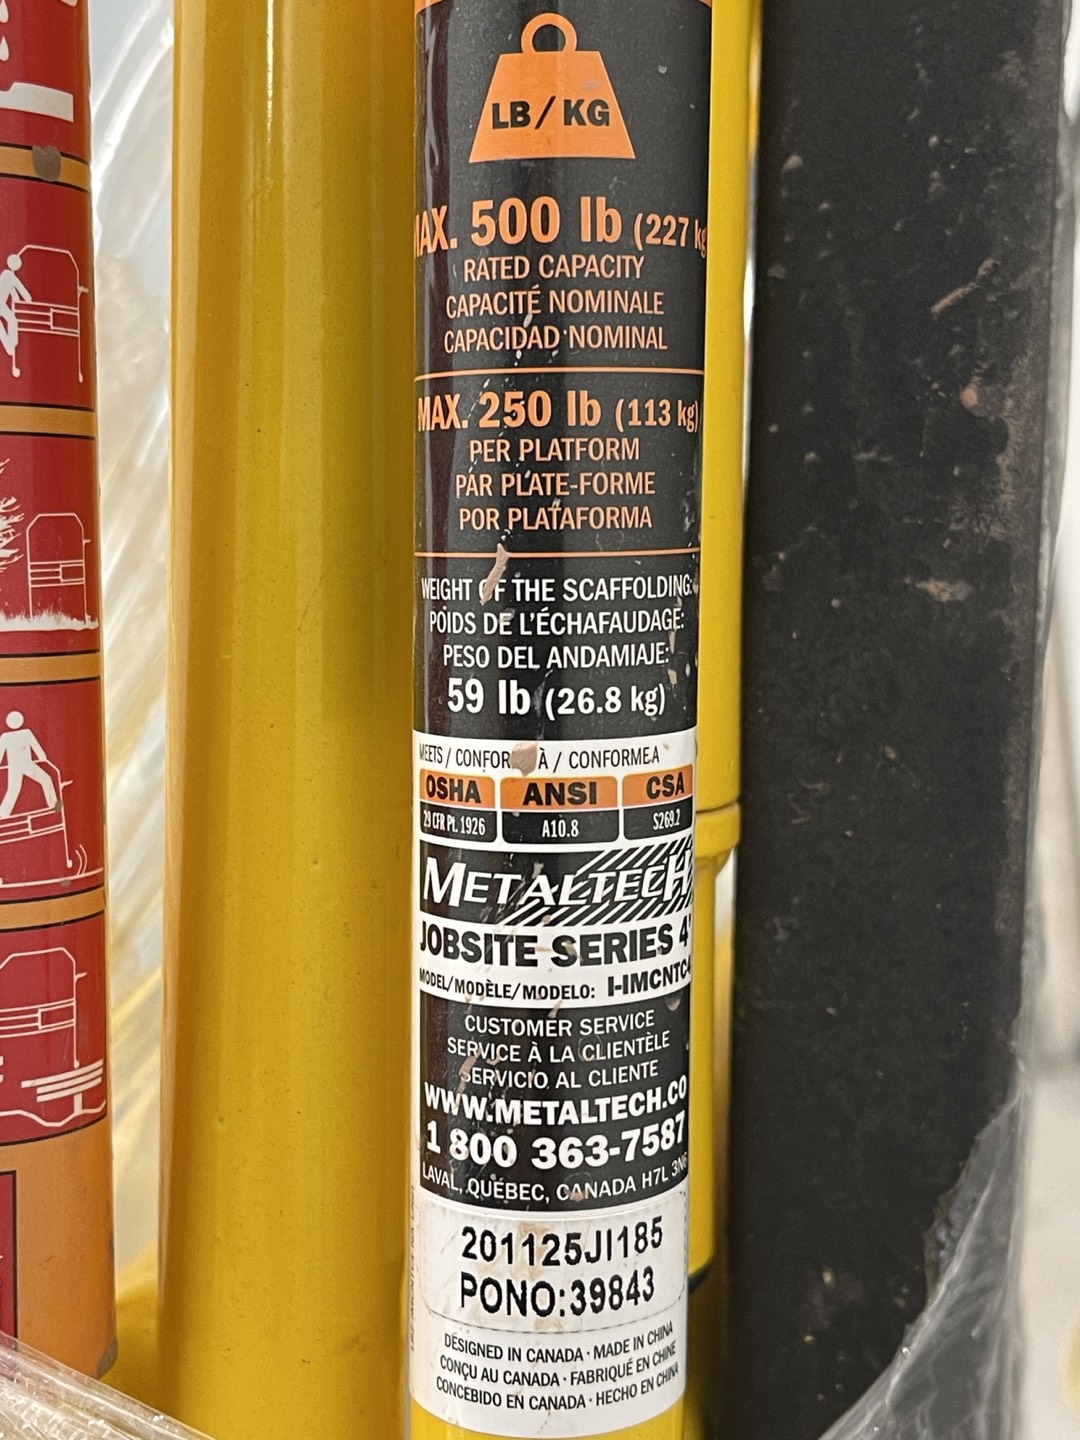 LB / KG
MAX. 500 lb (227 kg
RATED CAPACITY
CAPACITÉ NOMINALE
CAPACIDAD NOMINAL
MAX. 250 lb (113 kg)
PER PLATFORM
PAR PLATE-FORME
POR PLATAFORMA
WEIGHT OF THE SCAFFOLDING:
POIDS DE L'ÉCHAFAUDAGE:
PESO DEL ANDAMIAJE:
59 lb (26.8 kg)
MEETS / CONFORME À / CONFORME A
OSHA ANSI CSA
29 CFR Pt. 1926 A10.8 S269.2
METALTECH
JOBSITE SERIES 4'
MODEL/MODÈLE/MODELO: I-IMCNTC4
CUSTOMER SERVICE
SERVICE À LA CLIENTÈLE
SERVICIO AL CLIENTE
WWW.METALTECH.CO
1 800 363-7587
LAVAL, QUÉBEC, CANADA H7L 3N6
201125JI185
PONO:39843
DESIGNED IN CANADA · MADE IN CHINA
CONÇU AU CANADA · FABRIQUÉ EN CHINE
CONCEBIDO EN CANADA · HECHO EN CHINA